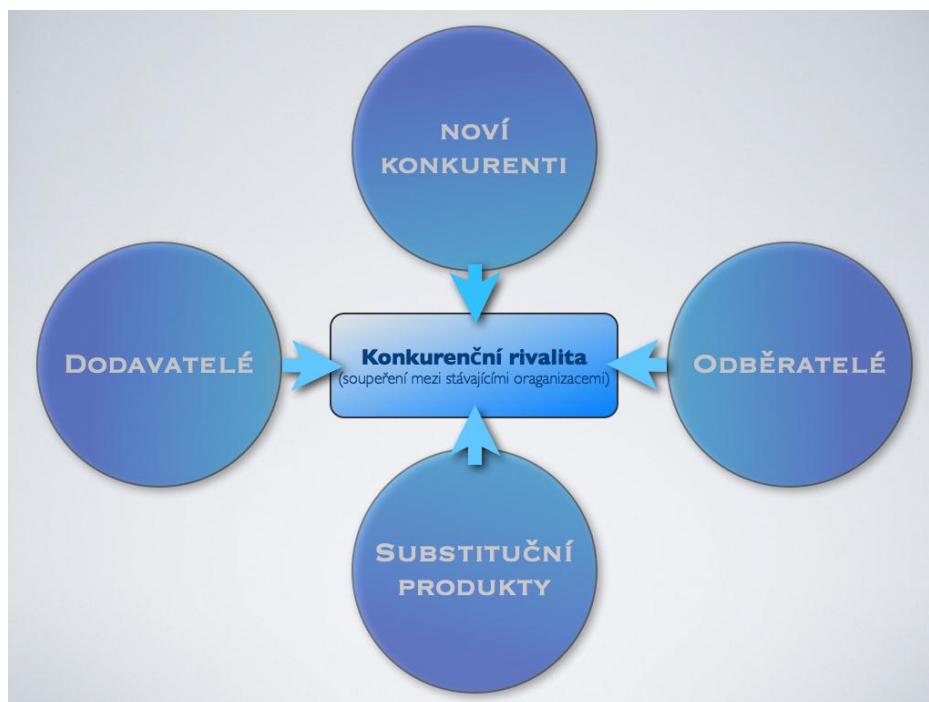 NOVÍ
KONKURENTI
DODAVATELÉ
Konkurenční rivalita
(soupeření mezi stávajícími oraganizacemi)
ODBĚRATELÉ
SUBSTITUČNÍ
PRODUKTY